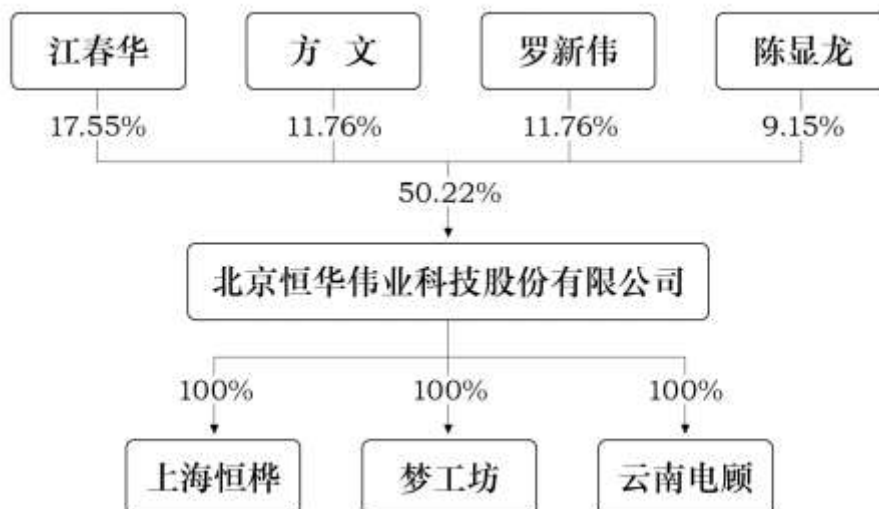 江春华 方 文 罗新伟 陈显龙
17.55% 11.76% 11.76% 9.15%
50.22%
北京恒华伟业科技股份有限公司
100% 100% 100%
上海恒桦 梦工坊 云南电顾